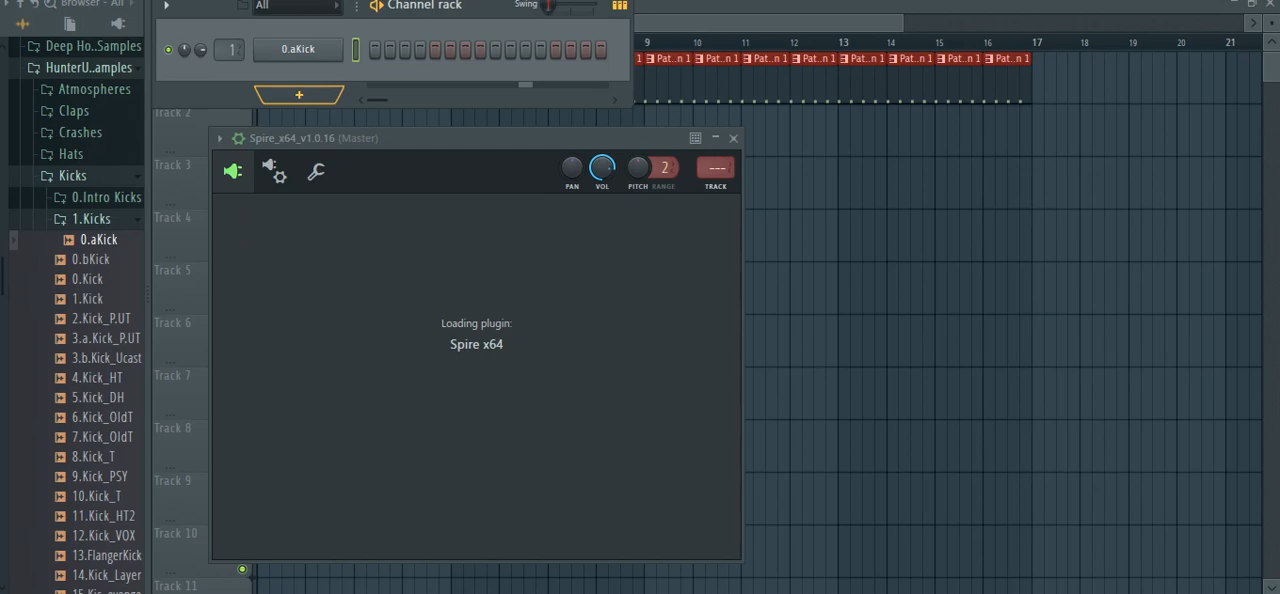 Browser - All
All
Channel rack
Swing
Deep Ho..Samples
HunterU..amples
Atmospheres
Claps
Crashes
Hats
Kicks
0.Intro Kicks
1.Kicks
0.aKick
0.bKick
0.Kick
1.Kick
2.Kick_P.UT
3.a.Kick_P.UT
3.b.Kick_Ucast
4.Kick_HT
5.Kick_DH
6.Kick_OldT
7.Kick_OldT
8.Kick_T
9.Kick_PSY
10.Kick_T
11.Kick_HT2
12.Kick_VOX
13.FlangerKick
14.Kick_Layer
1
0.aKick
+
9 10 11 12 13 14 15 16 17 18 19 20 21
1 Pat..n 1 Pat..n 1 Pat..n 1 Pat..n 1 Pat..n 1 Pat..n 1 Pat..n 1 Pat..n 1
Track 2
Track 3
Track 4
Track 5
Track 6
Track 7
Track 8
Track 9
Track 10
Track 11
Spire_x64_v1.0.16 (Master)
2 ---
PAN VOL PITCH RANGE TRACK
Loading plugin:
Spire x64